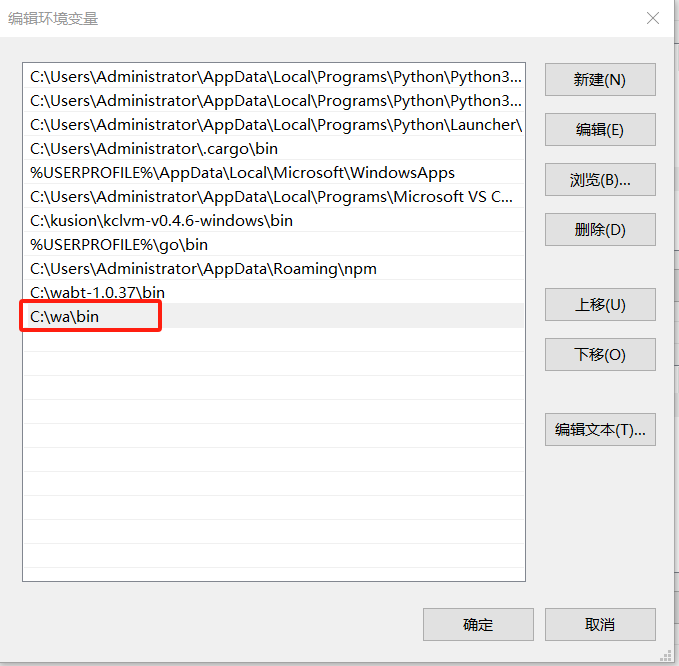 编辑环境变量
C:\Users\Administrator\AppData\Local\Programs\Python\Python3...
C:\Users\Administrator\AppData\Local\Programs\Python\Python3...
C:\Users\Administrator\AppData\Local\Programs\Python\Launcher\
C:\Users\Administrator\.cargo\bin
%USERPROFILE%\AppData\Local\Microsoft\WindowsApps
C:\Users\Administrator\AppData\Local\Programs\Microsoft VS C...
C:\kusion\kclvm-v0.4.6-windows\bin
%USERPROFILE%\go\bin
C:\Users\Administrator\AppData\Roaming\npm
C:\wabt-1.0.37\bin
C:\wa\bin
新建(N)
编辑(E)
浏览(B)...
删除(D)
上移(U)
下移(O)
编辑文本(T)...
确定
取消